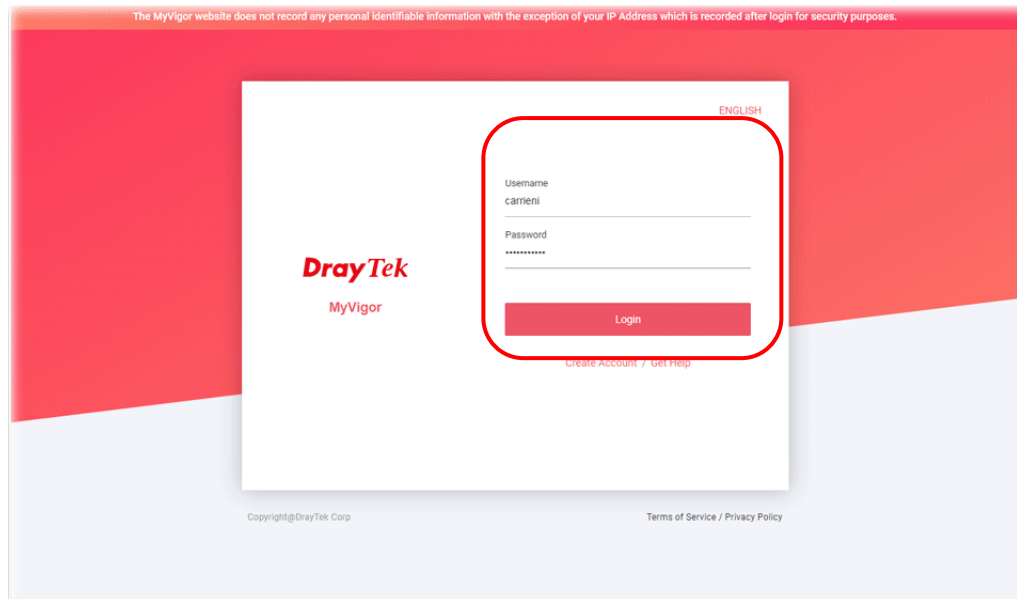 The MyVigor website does not record any personal identifiable information with the exception of your IP Address which is recorded after login for security purposes.
ENGLISH
Username
carrieni
Password
•••••••••••
DrayTek
MyVigor
Login
Create Account / Get Help
Copyright@DrayTek Corp
Terms of Service / Privacy Policy